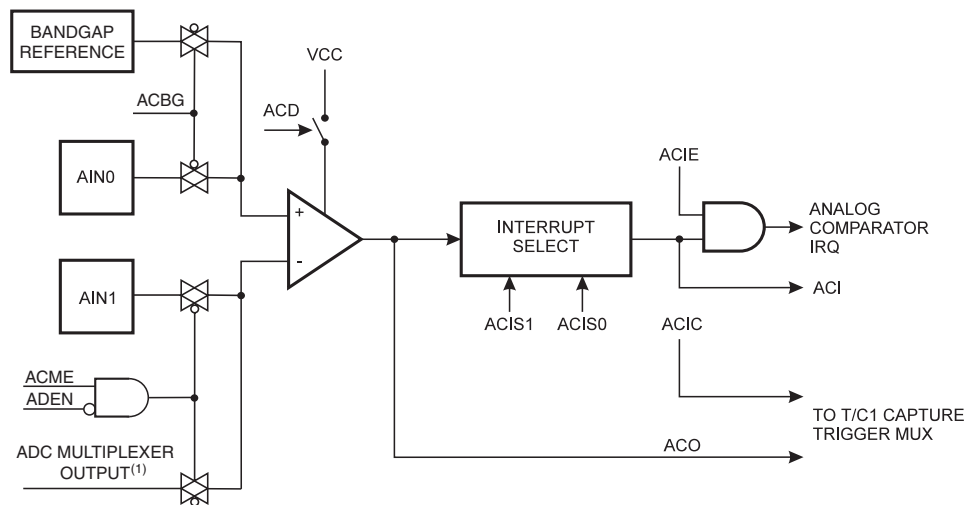 BANDGAP
REFERENCE
VCC
ACBG
ACD
AIN0
ACIE
+
INTERRUPT
SELECT
ANALOG
COMPARATOR
IRQ
-
AIN1
ACI
ACIS1 ACIS0
ACIC
ACME
ADEN
TO T/C1 CAPTURE
TRIGGER MUX
ADC MULTIPLEXER
OUTPUT(1)
ACO